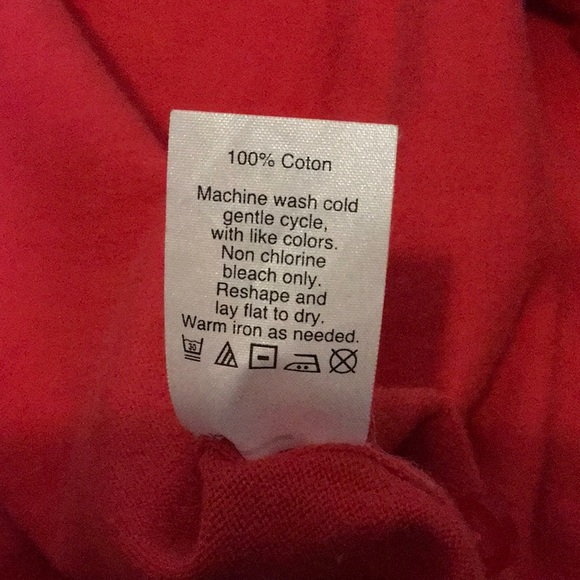 100% Coton
Machine wash cold
gentle cycle,
with like colors.
Non chlorine
bleach only.
Reshape and
lay flat to dry.
Warm iron as needed.
30